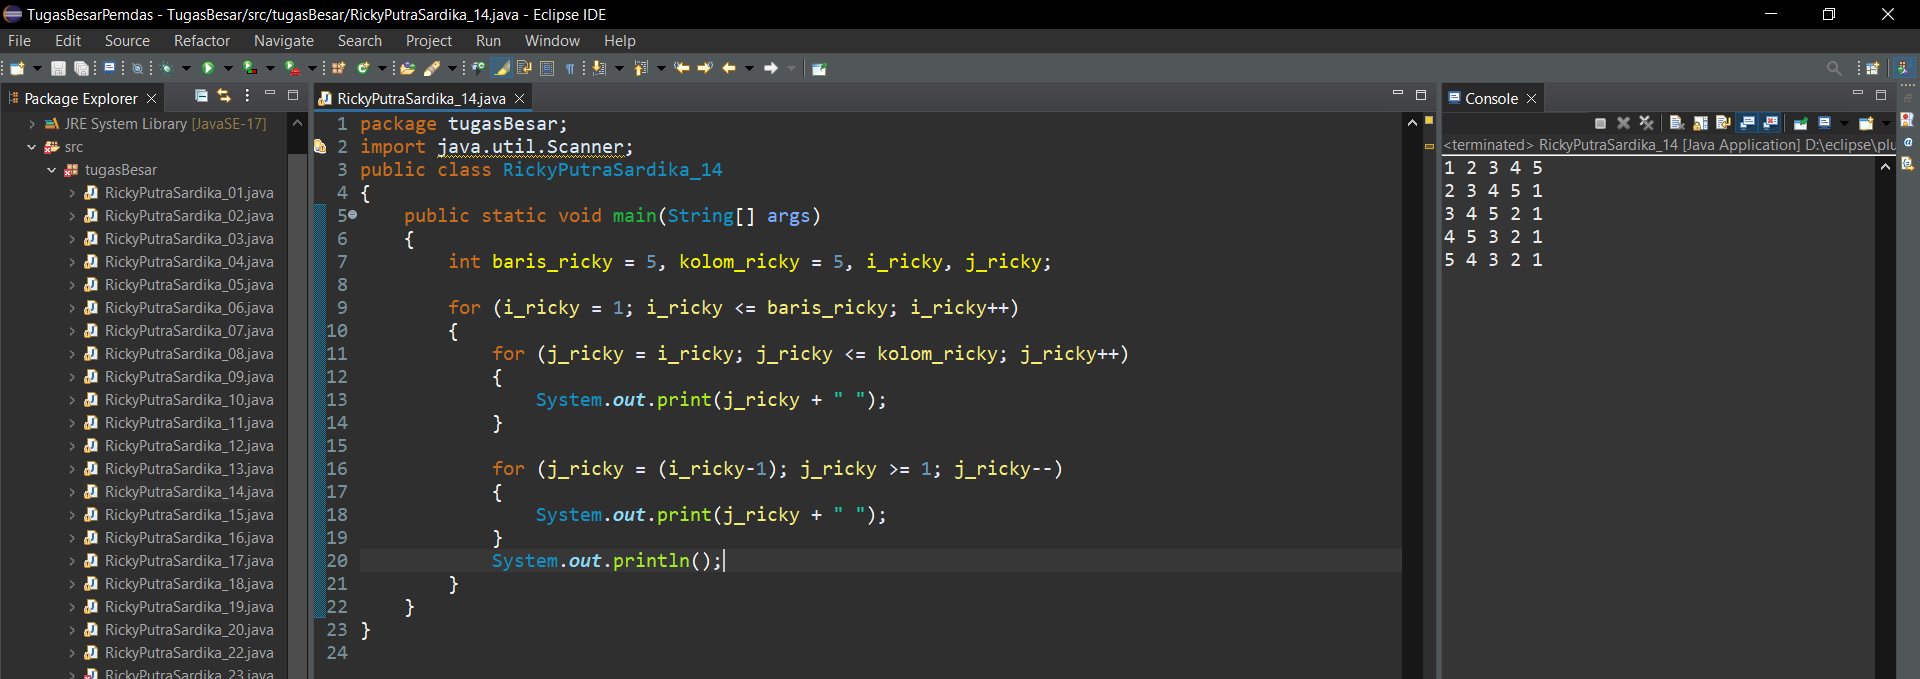 TugasBesarPemdas - TugasBesar/src/tugasBesar/RickyPutraSardika_14.java - Eclipse IDE
File Edit Source Refactor Navigate Search Project Run Window Help
Package Explorer
JRE System Library [JavaSE-17]
src
tugasBesar
RickyPutraSardika_01.java
RickyPutraSardika_02.java
RickyPutraSardika_03.java
RickyPutraSardika_04.java
RickyPutraSardika_05.java
RickyPutraSardika_06.java
RickyPutraSardika_07.java
RickyPutraSardika_08.java
RickyPutraSardika_09.java
RickyPutraSardika_10.java
RickyPutraSardika_11.java
RickyPutraSardika_12.java
RickyPutraSardika_13.java
RickyPutraSardika_14.java
RickyPutraSardika_15.java
RickyPutraSardika_16.java
RickyPutraSardika_17.java
RickyPutraSardika_18.java
RickyPutraSardika_19.java
RickyPutraSardika_20.java
RickyPutraSardika_22.java
RickyPutraSardika_23.java
RickyPutraSardika_14.java
1 package tugasBesar;
2 import java.util.Scanner;
3 public class RickyPutraSardika_14
4 {
5 public static void main(String[] args)
6 {
7 int baris_ricky = 5, kolom_ricky = 5, i_ricky, j_ricky;
8
9 for (i_ricky = 1; i_ricky <= baris_ricky; i_ricky++)
10 {
11 for (j_ricky = i_ricky; j_ricky <= kolom_ricky; j_ricky++)
12 {
13 System.out.print(j_ricky + " ");
14 }
15
16 for (j_ricky = (i_ricky-1); j_ricky >= 1; j_ricky--)
17 {
18 System.out.print(j_ricky + " ");
19 }
20 System.out.println();
21 }
22 }
23 }
24
Console
<terminated> RickyPutraSardika_14 [Java Application] D:\eclipse\plu
1 2 3 4 5
2 3 4 5 1
3 4 5 2 1
4 5 3 2 1
5 4 3 2 1